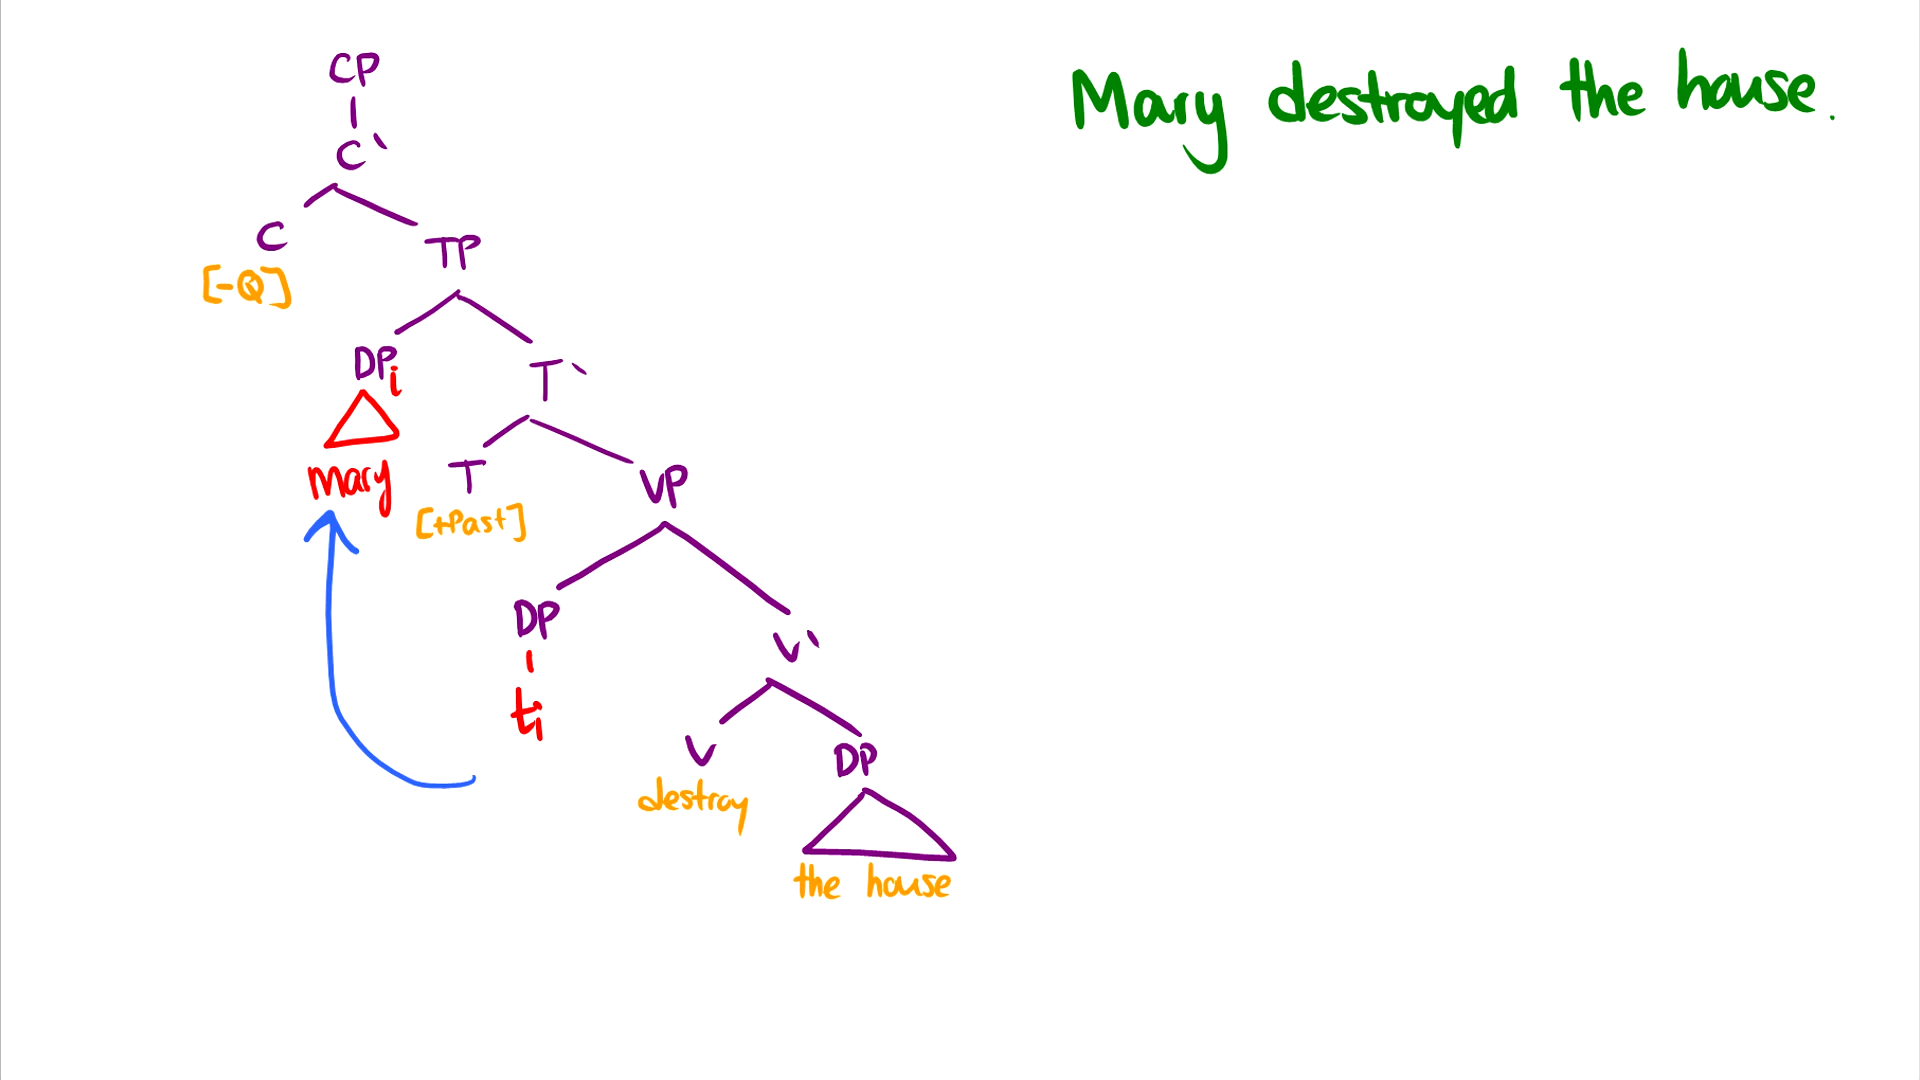 Mary destroyed the house.
CP
C`
C TP
[-Q]
DPi T`
mary T VP
[+Past]
DP V`
ti
V DP
destroy
the house